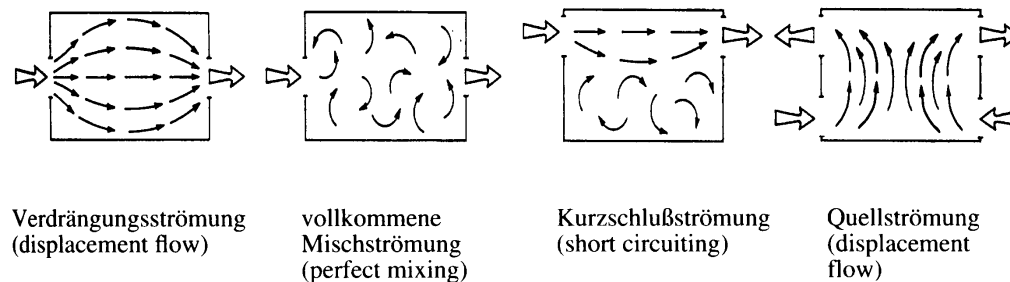 Verdrängungsströmung
(displacement flow)
vollkommene
Mischströmung
(perfect mixing)
Kurzschlußströmung
(short circuiting)
Quellströmung
(displacement
flow)